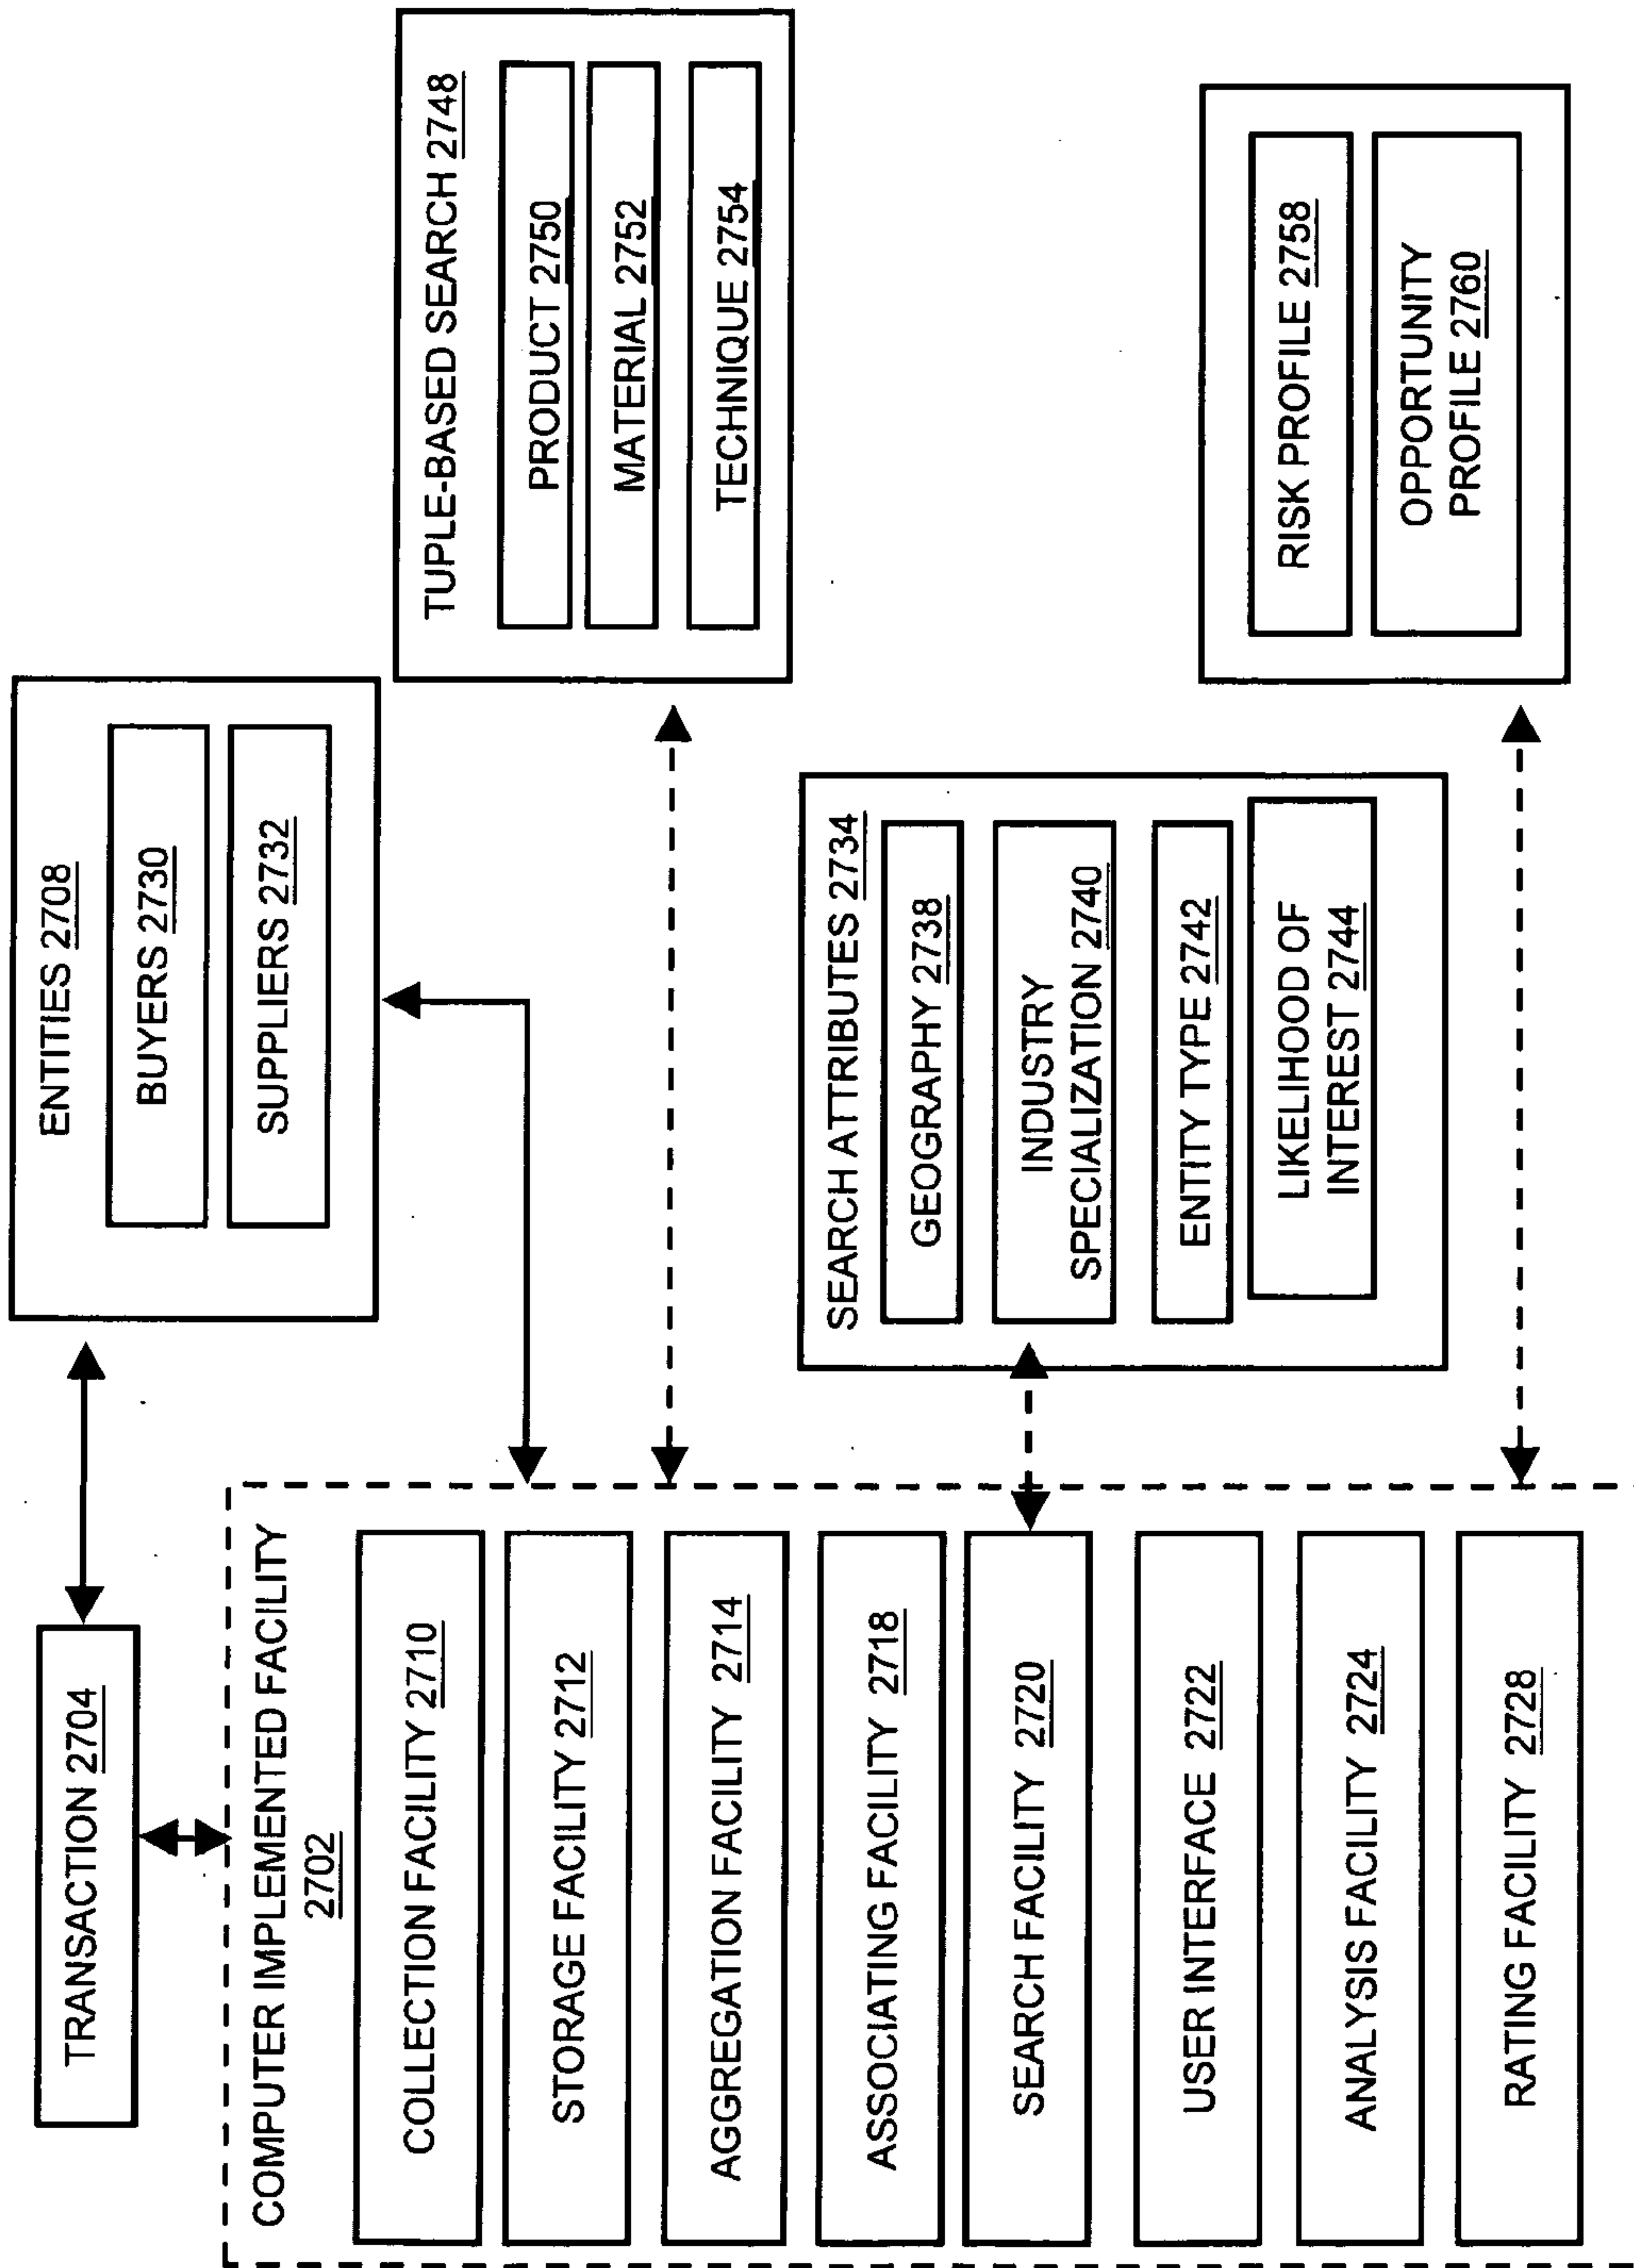 TRANSACTION 2704
COMPUTER IMPLEMENTED FACILITY
2702
COLLECTION FACILITY 2710
STORAGE FACILITY 2712
AGGREGATION FACILITY 2714
ASSOCIATING FACILITY 2718
SEARCH FACILITY 2720
USER INTERFACE 2722
ANALYSIS FACILITY 2724
RATING FACILITY 2728
ENTITIES 2708
BUYERS 2730
SUPPLIERS 2732
SEARCH ATTRIBUTES 2734
GEOGRAPHY 2738
INDUSTRY
SPECIALIZATION 2740
ENTITY TYPE 2742
LIKELIHOOD OF
INTEREST 2744
TUPLE-BASED SEARCH 2748
PRODUCT 2750
MATERIAL 2752
TECHNIQUE 2754
RISK PROFILE 2758
OPPORTUNITY
PROFILE 2760